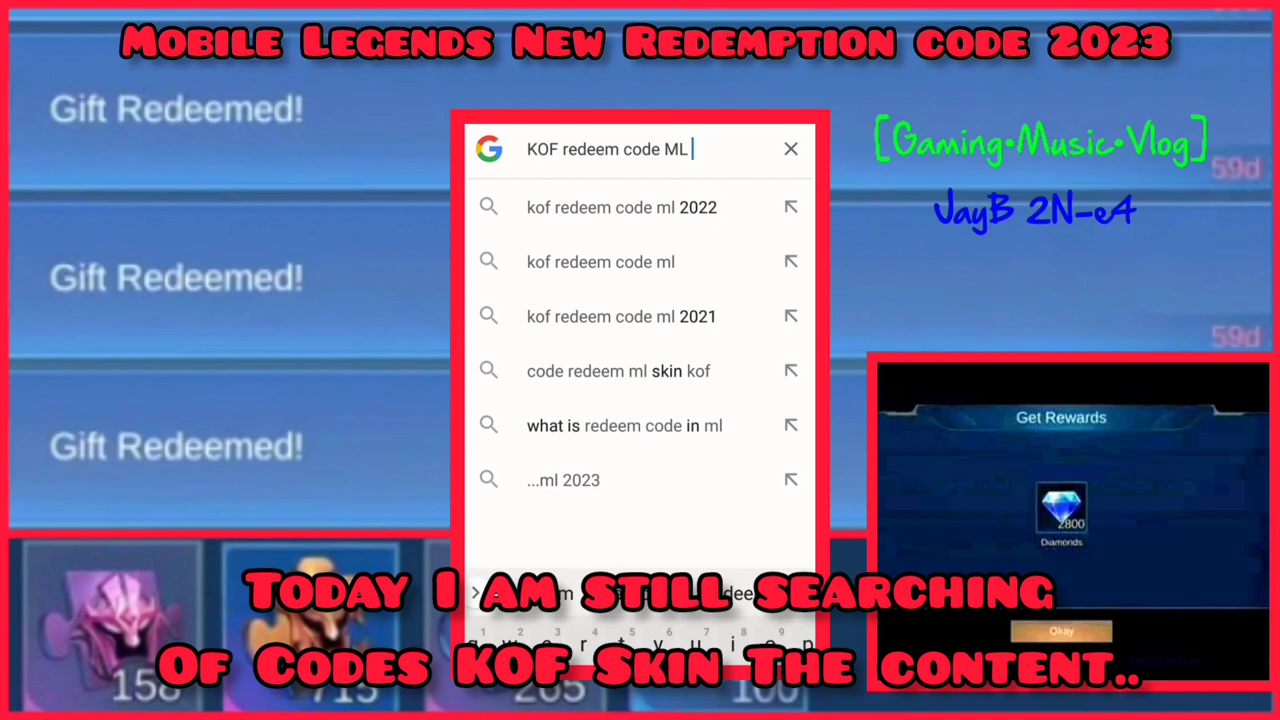 Mobile Legends New Redemption code 2023
Gift Redeemed!
59d
Gift Redeemed!
59d
Gift Redeemed!
[Gaming•Music•Vlog]
JayB 2N-e4
KOF redeem code ML
kof redeem code ml 2022
kof redeem code ml
kof redeem code ml 2021
code redeem ml skin kof
what is redeem code in ml
...ml 2023
Get Rewards
2800
Diamonds
Okay
Today I am still searching
Of Codes KOF Skin The content..
158
715
265
100